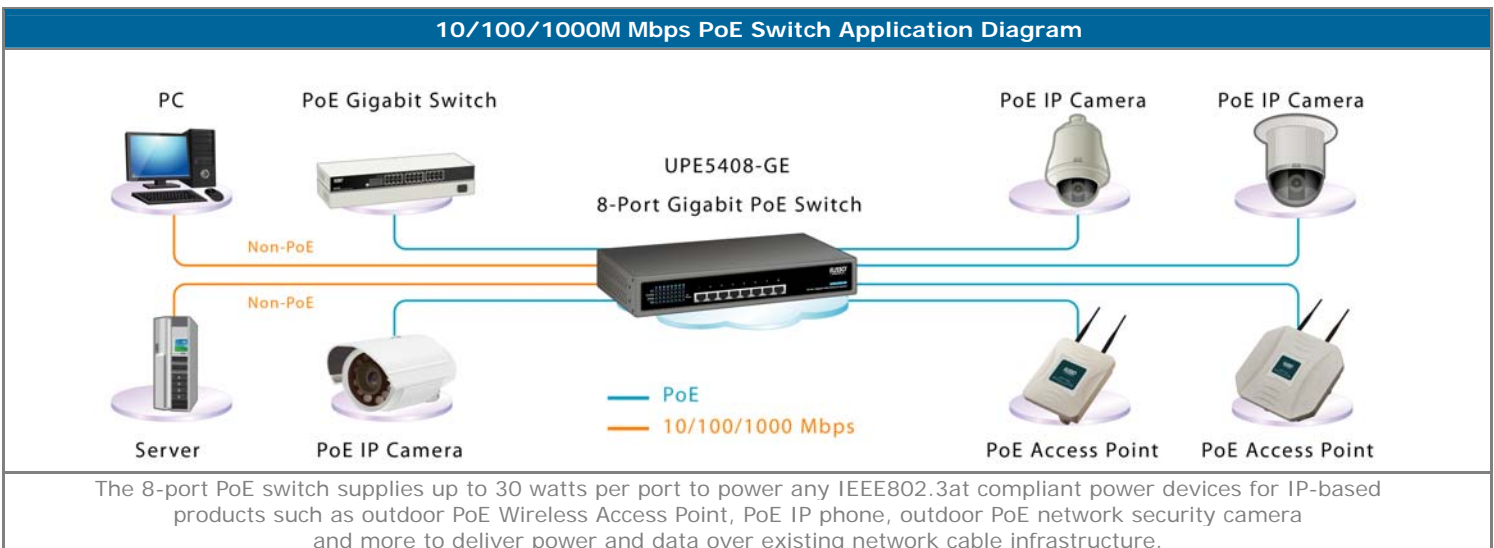 10/100/1000M Mbps PoE Switch Application Diagram
PC
PoE Gigabit Switch
PoE IP Camera
PoE IP Camera
UPE5408-GE
8-Port Gigabit PoE Switch
Non-PoE
Non-PoE
PoE
10/100/1000 Mbps
Server
PoE IP Camera
PoE Access Point
PoE Access Point
The 8-port PoE switch supplies up to 30 watts per port to power any IEEE802.3at compliant power devices for IP-based
products such as outdoor PoE Wireless Access Point, PoE IP phone, outdoor PoE network security camera
and more to deliver power and data over existing network cable infrastructure.